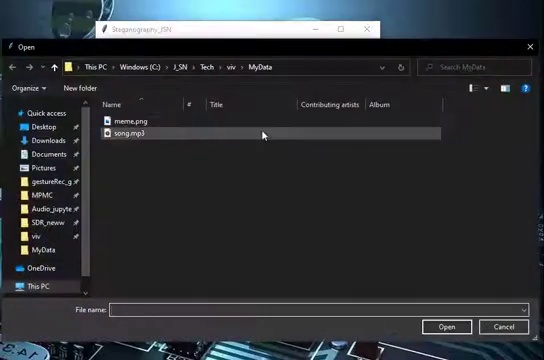 Steganography_JSN
Open
This PC > Windows (C:) > J_SN > Tech > viv > MyData
Search MyData
Organize
New folder
?
Name # Title Contributing artists Album
Quick access
Desktop
Downloads
Documents
Pictures
gestureRec_g
MPMC
Audio_jupyte
SDR_neww
viv
MyData
OneDrive
This PC
meme.png
song.mp3
File name:
Open Cancel